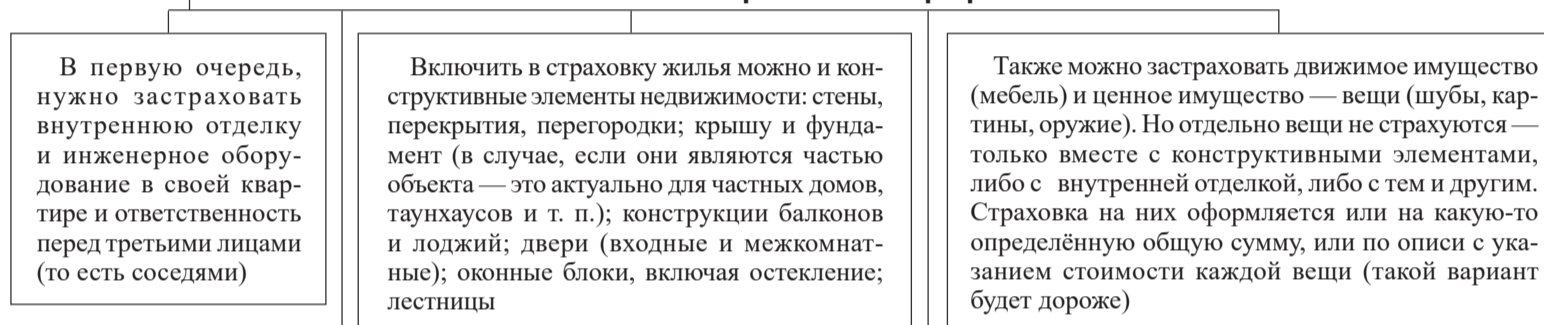 В первую очередь,
нужно застраховать
внутреннюю отделку
и инженерное обору-
дование в своей квар-
тире и ответственность
перед третьими лицами
(то есть соседями)
Включить в страховку жилья можно и кон-
структивные элементы недвижимости: стены,
перекрытия, перегородки; крышу и фунда-
мент (в случае, если они являются частью
объекта — это актуально для частных домов,
таунхаусов и т. п.); конструкции балконов
и лоджий; двери (входные и межкомнат-
ные); оконные блоки, включая остекление;
лестницы
Также можно застраховать движимое имущество
(мебель) и ценное имущество — вещи (шубы, кар-
тины, оружие). Но отдельно вещи не страхуются —
только вместе с конструктивными элементами,
либо с внутренней отделкой, либо с тем и другим.
Страховка на них оформляется или на какую-то
определённую общую сумму, или по описи с ука-
занием стоимости каждой вещи (такой вариант
будет дороже)